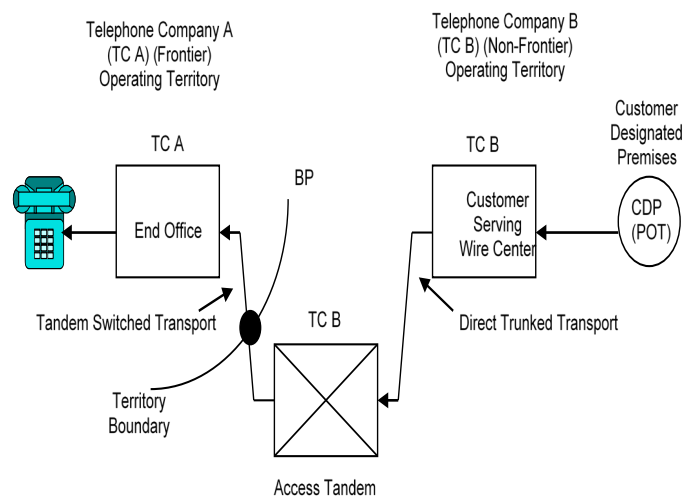 Telephone Company A
(TC A) (Frontier)
Operating Territory
Telephone Company B
(TC B) (Non-Frontier)
Operating Territory
Customer
Designated
Premises
TC A
TC B
BP
End Office
Customer
Serving
Wire Center
CDP
(POT)
Tandem Switched Transport
TC B
Direct Trunked Transport
Territory
Boundary
Access Tandem